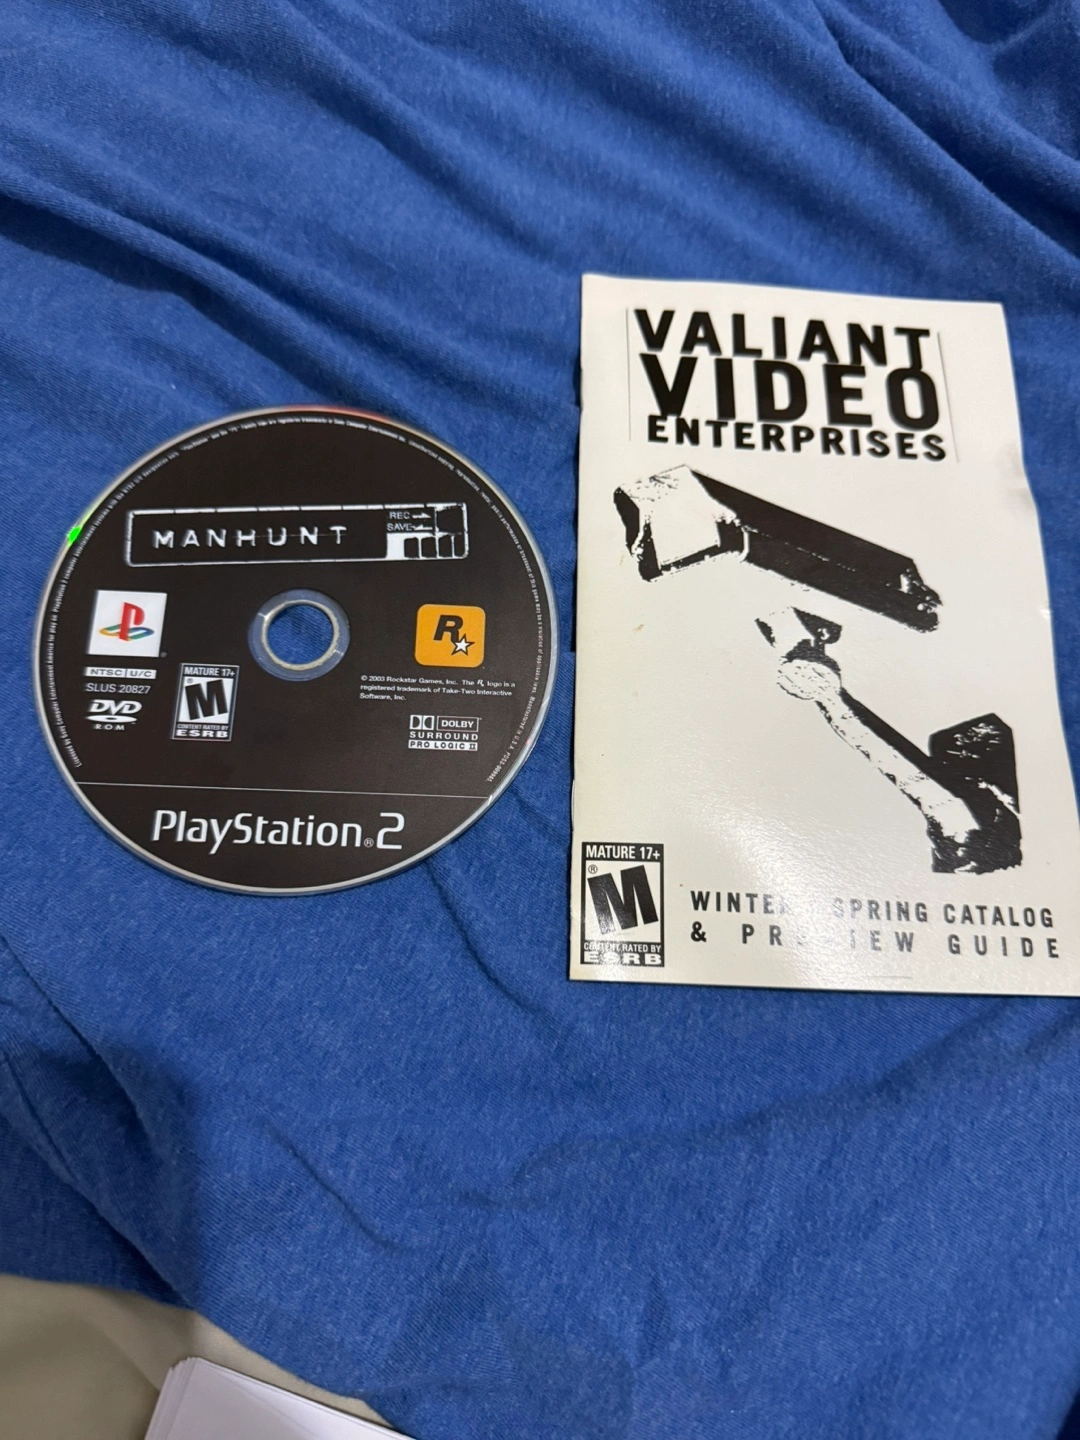 MANHUNT
REC
SAVE
NTSC U/C
SLUS 20827
DVD
ROM
MATURE 17+
M
CONTENT RATED BY
ESRB
R
© 2003 Rockstar Games, Inc. The R logo is a
registered trademark of Take-Two Interactive
Software, Inc.
DOLBY
SURROUND
PRO LOGIC II
PlayStation®2
VALIANT
VIDEO
ENTERPRISES
MATURE 17+
®
M
CONTENT RATED BY
ESRB
SPRING CATALOG
& GUIDE